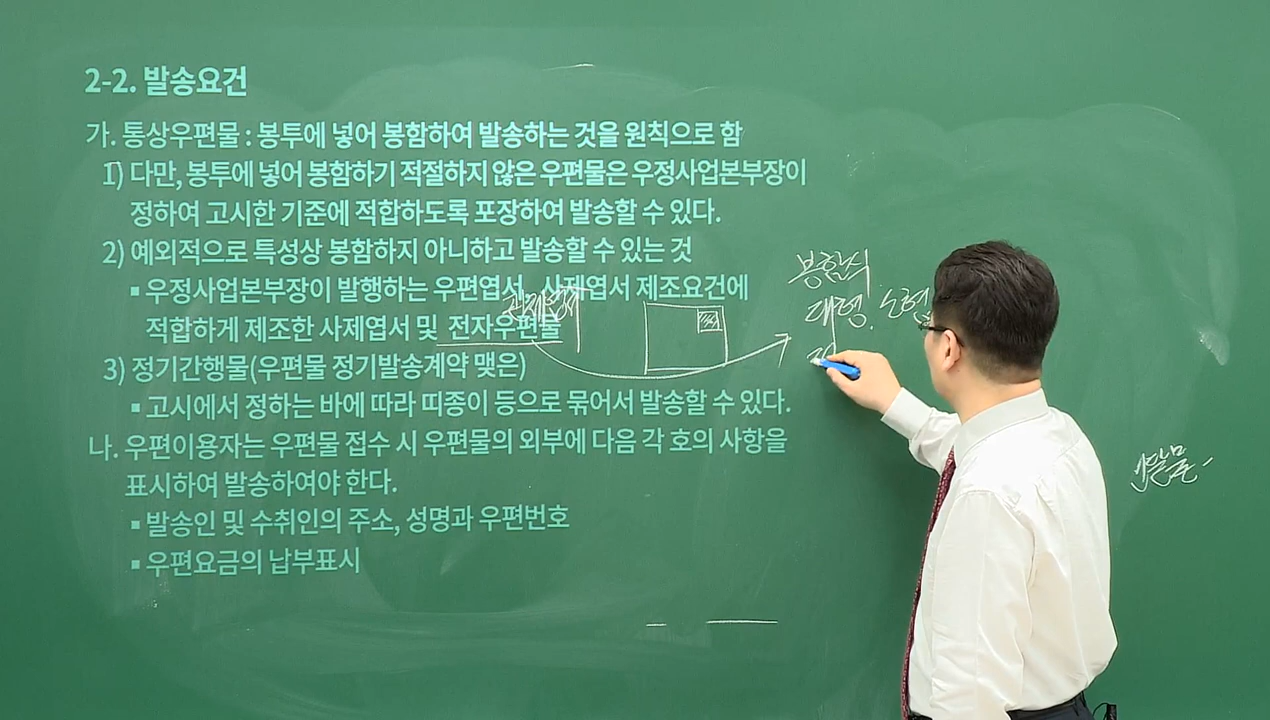 2-2. 발송요건
가. 통상우편물 : 봉투에 넣어 봉함하여 발송하는 것을 원칙으로 함
1) 다만, 봉투에 넣어 봉함하기 적절하지 않은 우편물은 우정사업본부장이
정하여 고시한 기준에 적합하도록 포장하여 발송할 수 있다.
2) 예외적으로 특성상 봉함하지 아니하고 발송할 수 있는 것
▪ 우정사업본부장이 발행하는 우편엽서, 사제엽서 제조요건에
적합하게 제조한 사제엽서 및 전자우편물
3) 정기간행물(우편물 정기발송계약 맺은)
▪ 고시에서 정하는 바에 따라 띠종이 등으로 묶어서 발송할 수 있다.
나. 우편이용자는 우편물 접수 시 우편물의 외부에 다음 각 호의 사항을
표시하여 발송하여야 한다.
▪ 발송인 및 수취인의 주소, 성명과 우편번호
▪ 우편요금의 납부표시
봉함식
대형. 소형